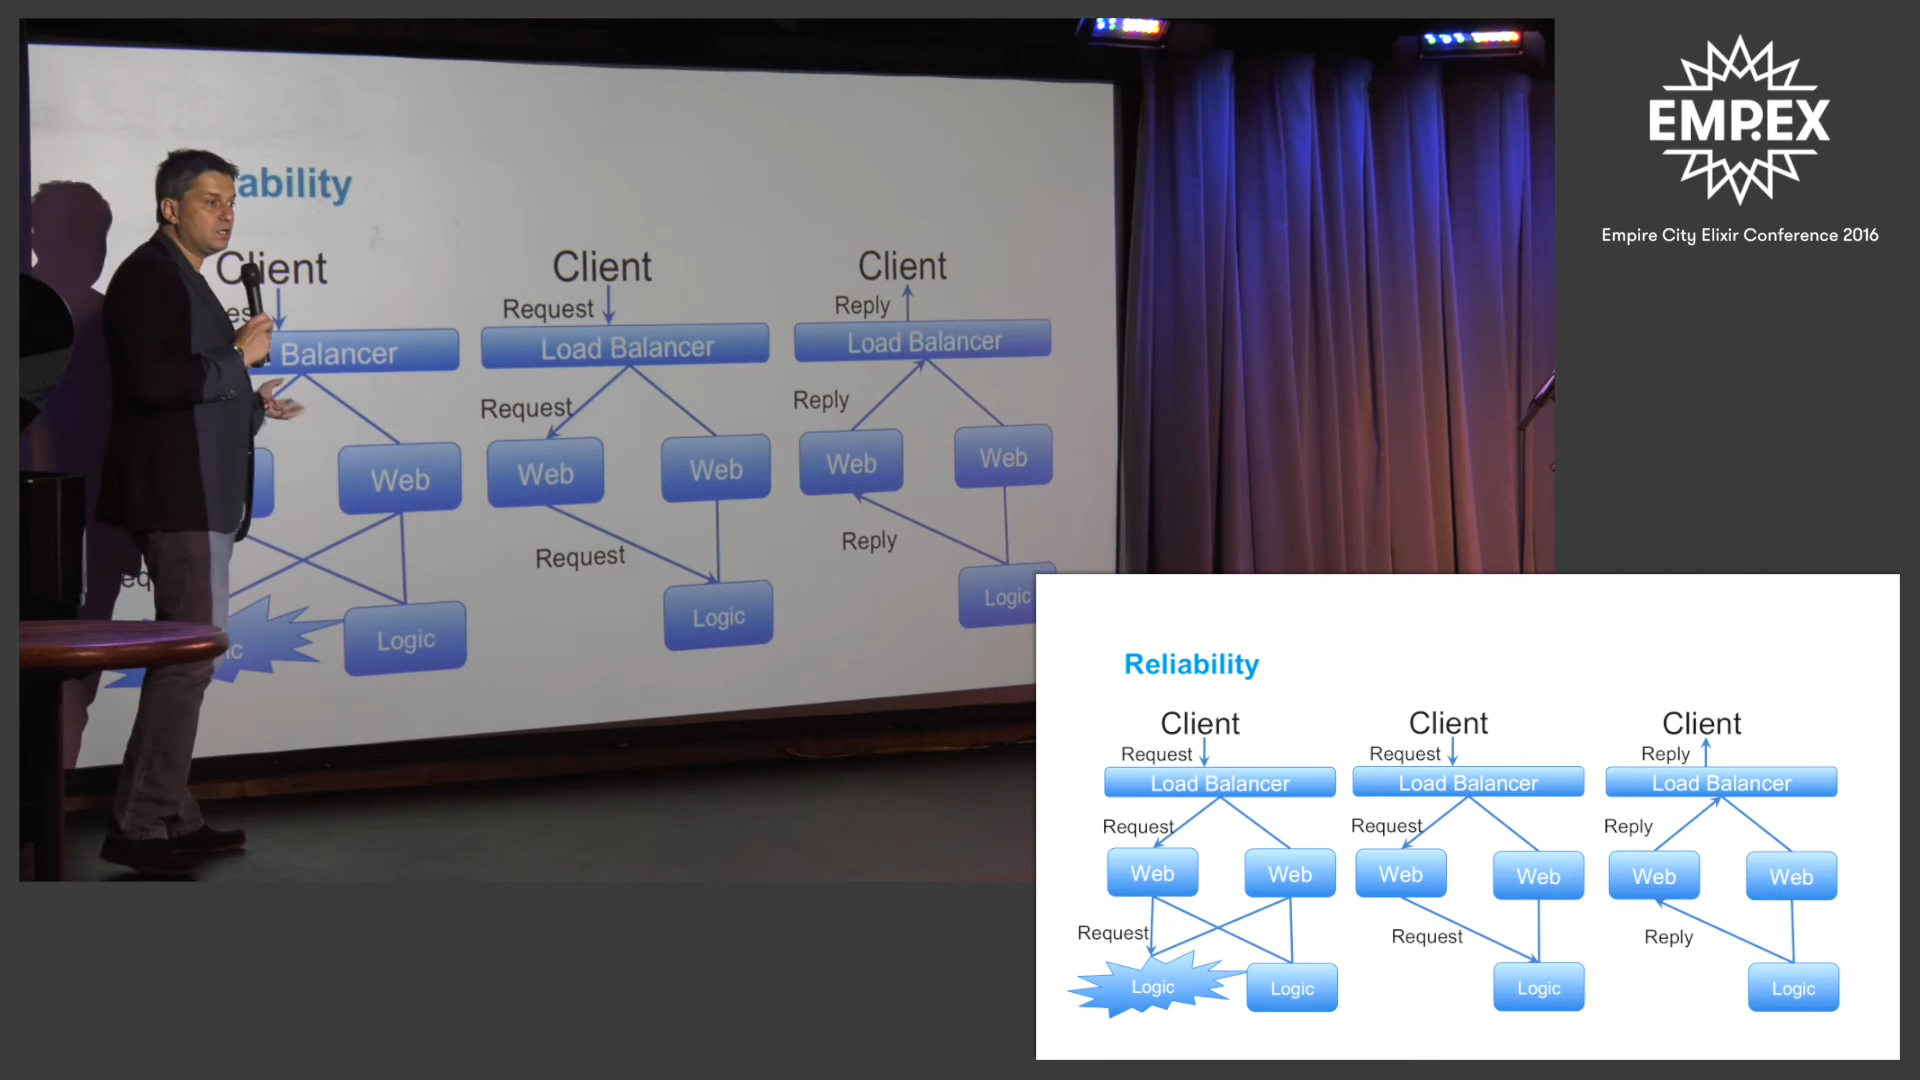 ability
Client
Client
Client
Request
Reply
Balancer
Load Balancer
Load Balancer
Request
Reply
Web
Web
Web
Web
Web
Request
Reply
Logic
Logic
Logic
EMPEX
Empire City Elixir Conference 2016
Reliability
Client
Client
Client
Request
Request
Reply
Load Balancer
Load Balancer
Load Balancer
Request
Request
Reply
Web
Web
Web
Web
Web
Web
Request
Request
Reply
Logic
Logic
Logic
Logic